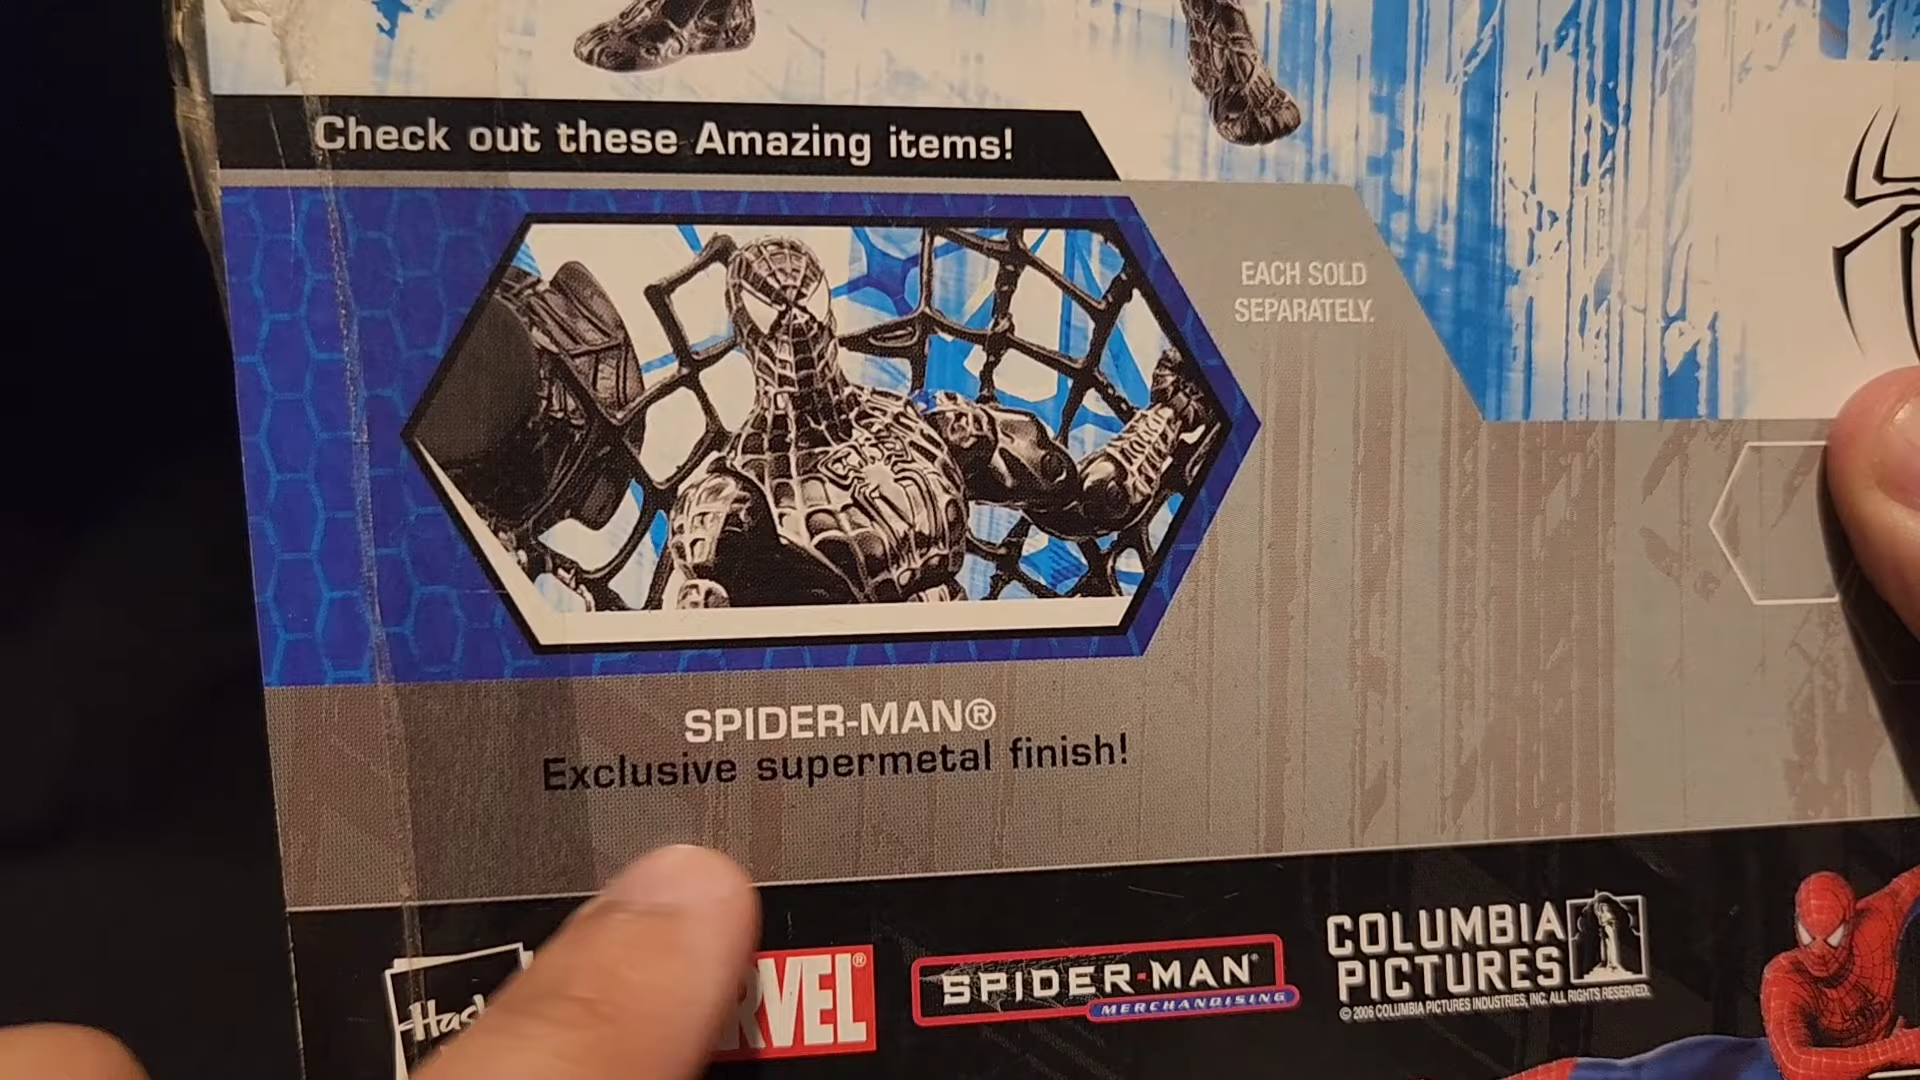 Check out these Amazing items!
EACH SOLD
SEPARATELY.
SPIDER-MAN®
Exclusive supermetal finish!
SPIDER-MAN®
MERCHANDISING
COLUMBIA
PICTURES
© 2006 COLUMBIA PICTURES INDUSTRIES, INC. ALL RIGHTS RESERVED.